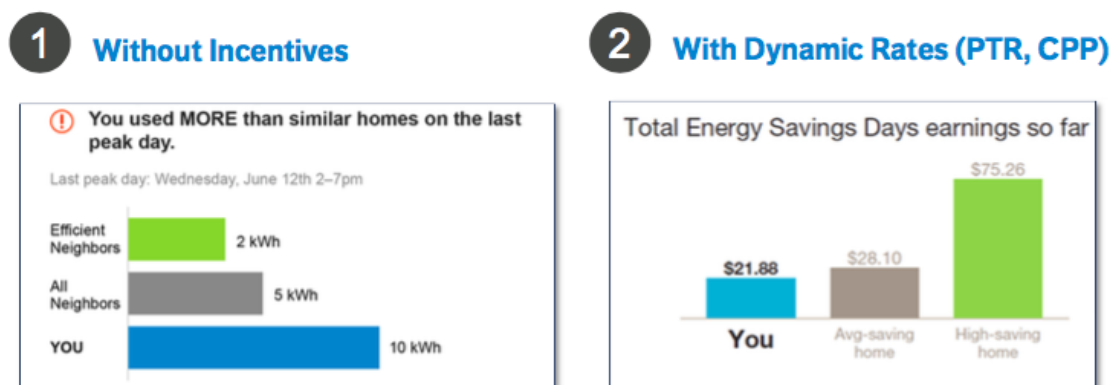 1 Without Incentives
You used MORE than similar homes on the last
peak day.
Last peak day: Wednesday, June 12th 2–7pm
Efficient
Neighbors
2 kWh
All
Neighbors
5 kWh
YOU
10 kWh
2 With Dynamic Rates (PTR, CPP)
Total Energy Savings Days earnings so far
$21.88
$28.10
$75.26
You
Avg-saving
home
High-saving
home